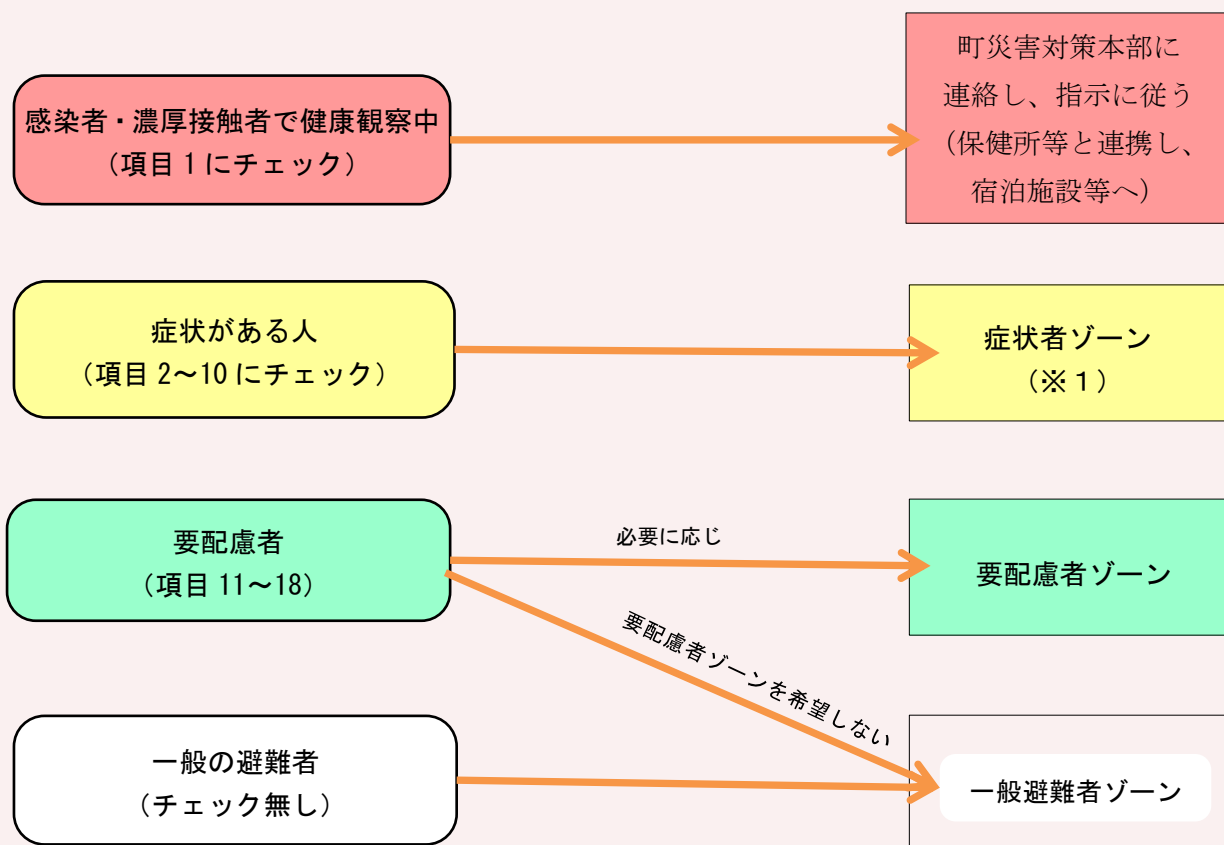 感染者・濃厚接触者で健康観察中
（項目1にチェック）
町災害対策本部に
連絡し、指示に従う
（保健所等と連携し、
宿泊施設等へ）
症状がある人
（項目2～10にチェック）
症状者ゾーン
（※１）
要配慮者
（項目11～18）
必要に応じ
要配慮者ゾーン
要配慮者ゾーンを希望しない
一般の避難者
（チェック無し）
一般避難者ゾーン